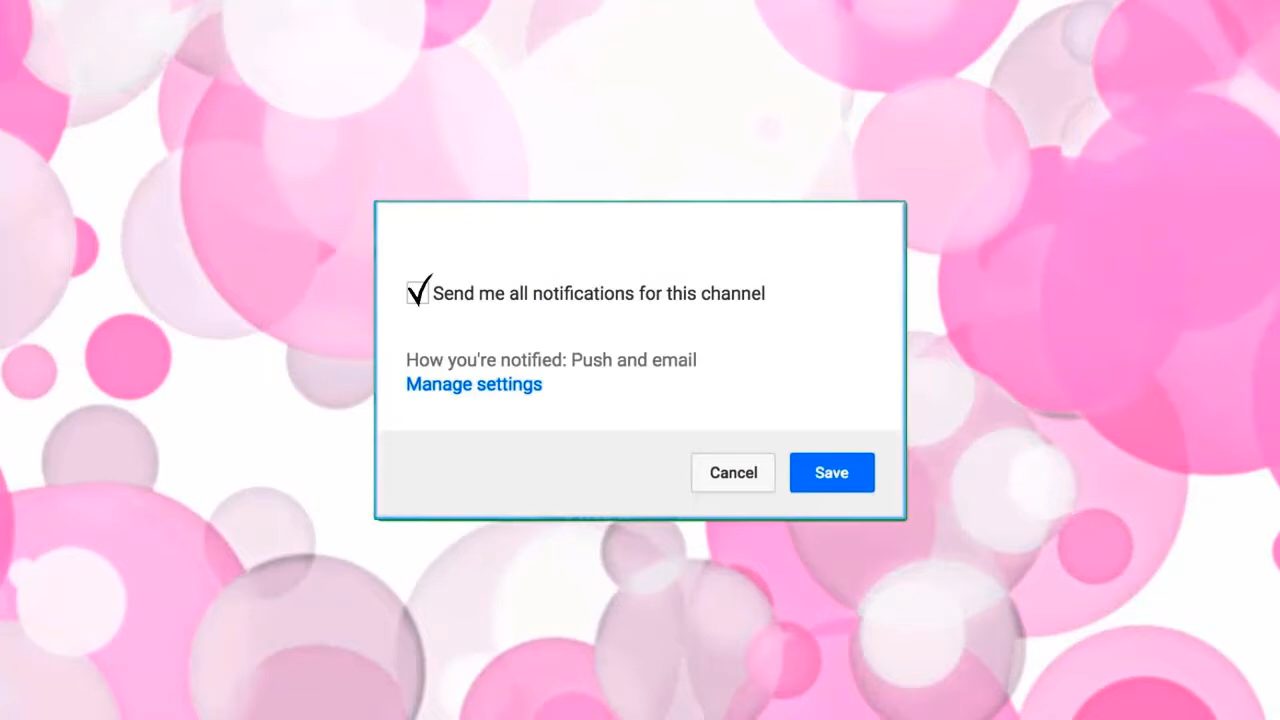 Send me all notifications for this channel
How you're notified: Push and email
Manage settings
Cancel
Save